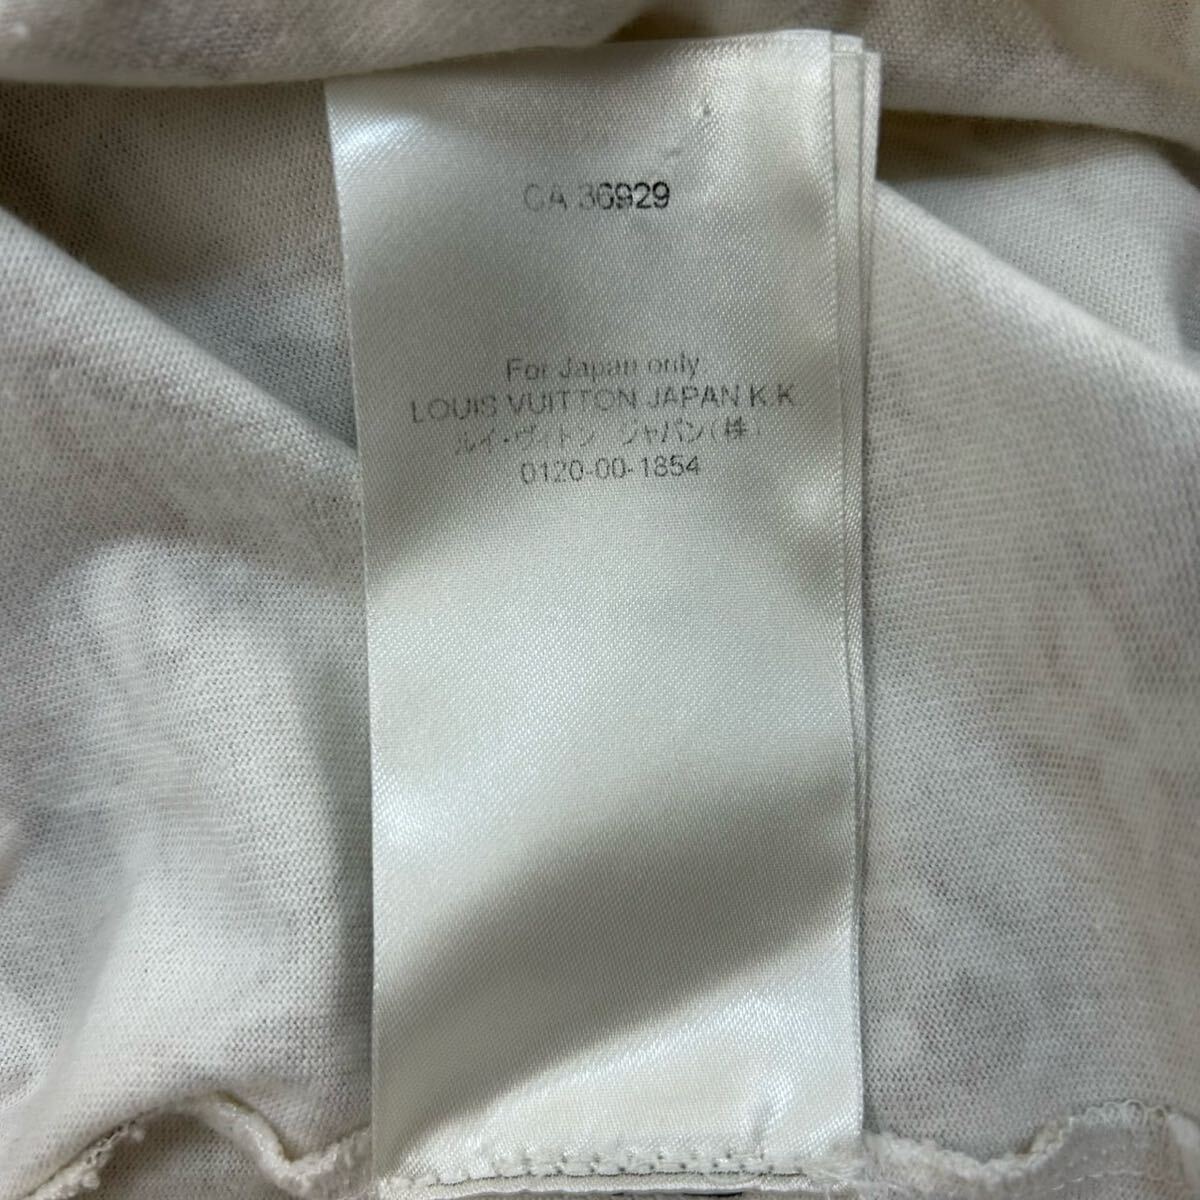 CA 36929
For Japan only
LOUIS VUITTON JAPAN K.K
ルイ・ヴィトン ジャパン(株)
0120-00-1854